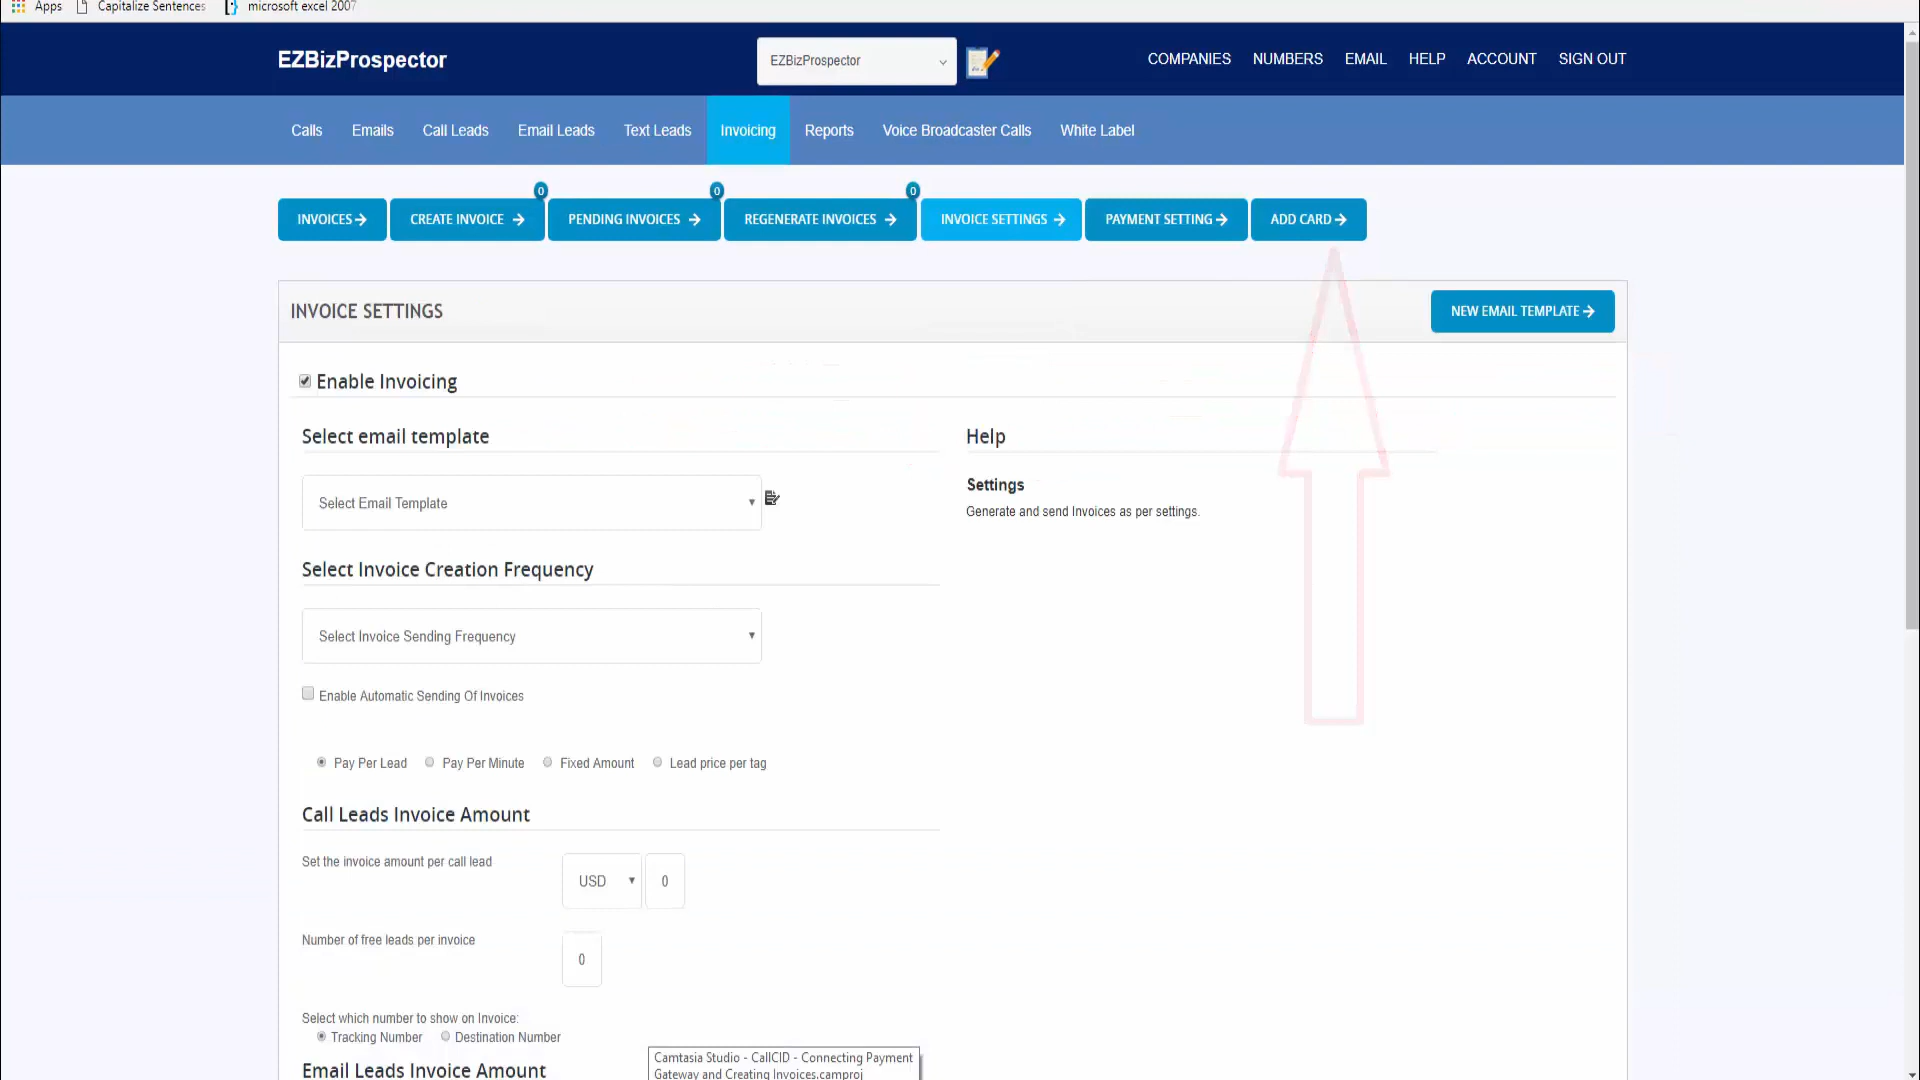 Apps Capitalize Sentences microsoft excel 2007
EZBizProspector EZBizProspector COMPANIES NUMBERS EMAIL HELP ACCOUNT SIGN OUT
Calls Emails Call Leads Email Leads Text Leads Invoicing Reports Voice Broadcaster Calls White Label
0 0 0
INVOICES CREATE INVOICE PENDING INVOICES REGENERATE INVOICES INVOICE SETTINGS PAYMENT SETTING ADD CARD
INVOICE SETTINGS NEW EMAIL TEMPLATE
Enable Invoicing
Select email template
Select Email Template
Select Invoice Creation Frequency
Select Invoice Sending Frequency
Enable Automatic Sending Of Invoices
Pay Per Lead Pay Per Minute Fixed Amount Lead price per tag
Call Leads Invoice Amount
Set the invoice amount per call lead USD 0
Number of free leads per invoice 0
Select which number to show on Invoice:
Tracking Number Destination Number
Email Leads Invoice Amount
Help
Settings
Generate and send Invoices as per settings.
Camtasia Studio - CallCID - Connecting Payment
Gateway and Creating Invoices.camproj